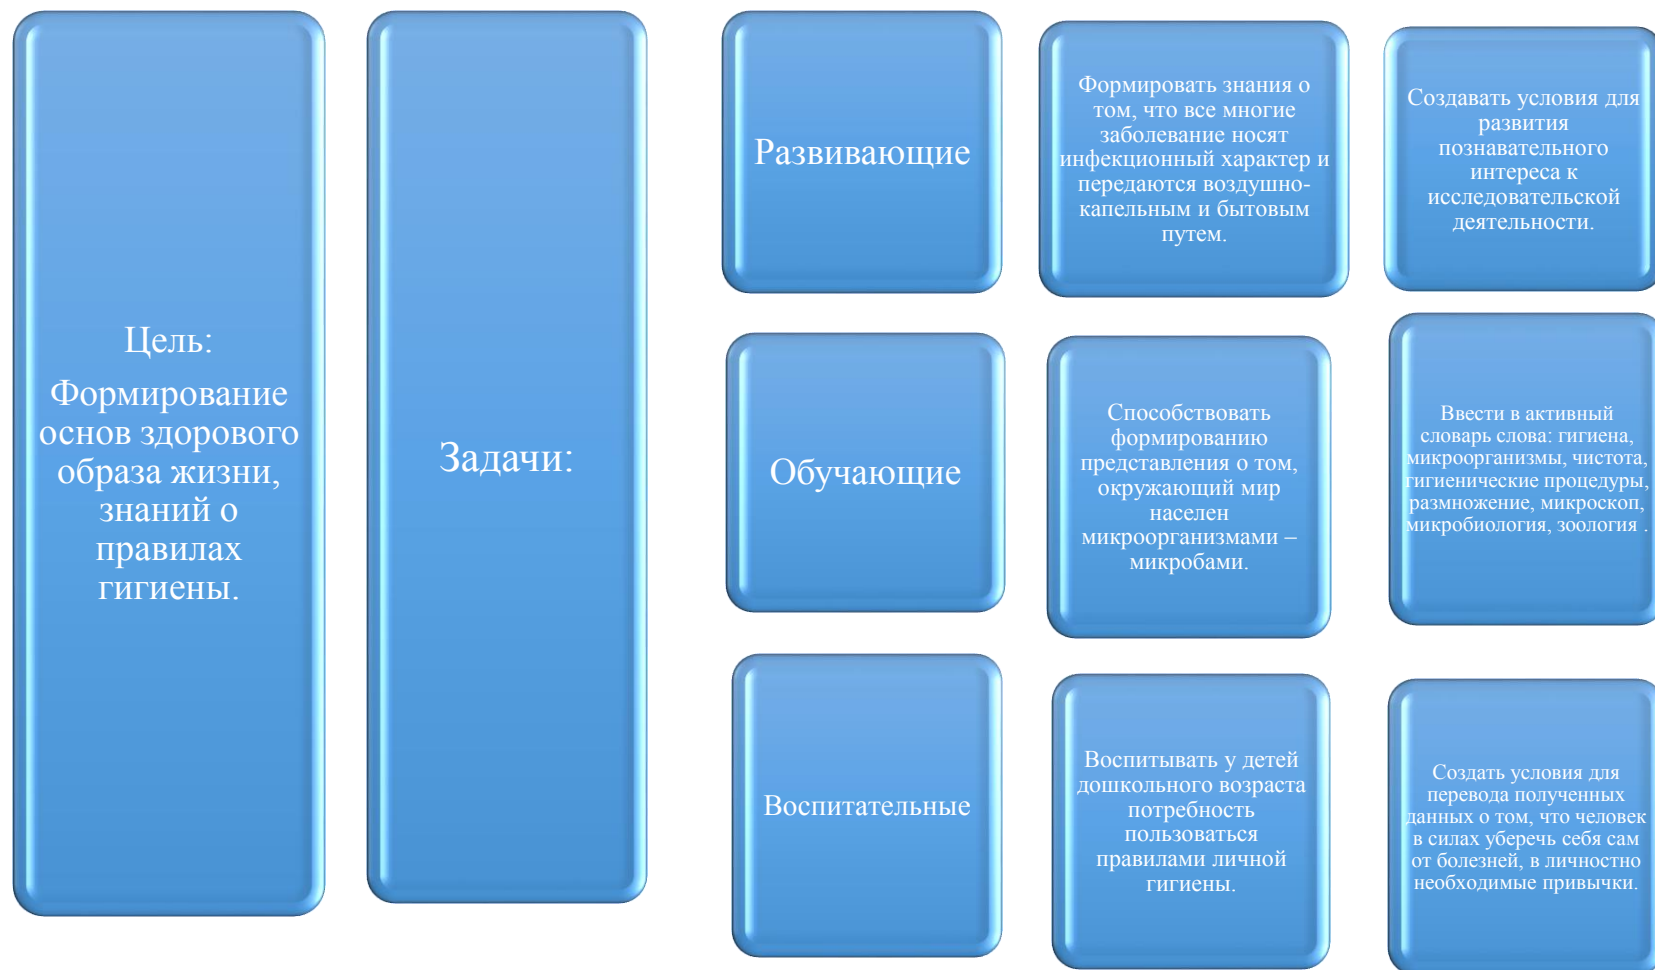 Цель:
Формирование
основ здорового
образа жизни,
знаний о
правилах
гигиены.
Задачи:
Развивающие
Формировать знания о
том, что все многие
заболевание носят
инфекционный характер и
передаются воздушно-
капельным и бытовым
путем.
Создавать условия для
развития
познавательного
интереса к
исследовательской
деятельности.
Обучающие
Способствовать
формированию
представления о том,
окружающий мир
населен
микроорганизмами –
микробами.
Ввести в активный
словарь слова: гигиена,
микроорганизмы, чистота,
гигиенические процедуры,
размножение, микроскоп,
микробиология, зоология .
Воспитательные
Воспитывать у детей
дошкольного возраста
потребность
пользоваться
правилами личной
гигиены.
Создать условия для
перевода полученных
данных о том, что человек
в силах уберечь себя сам
от болезней, в личностно
необходимые привычки.